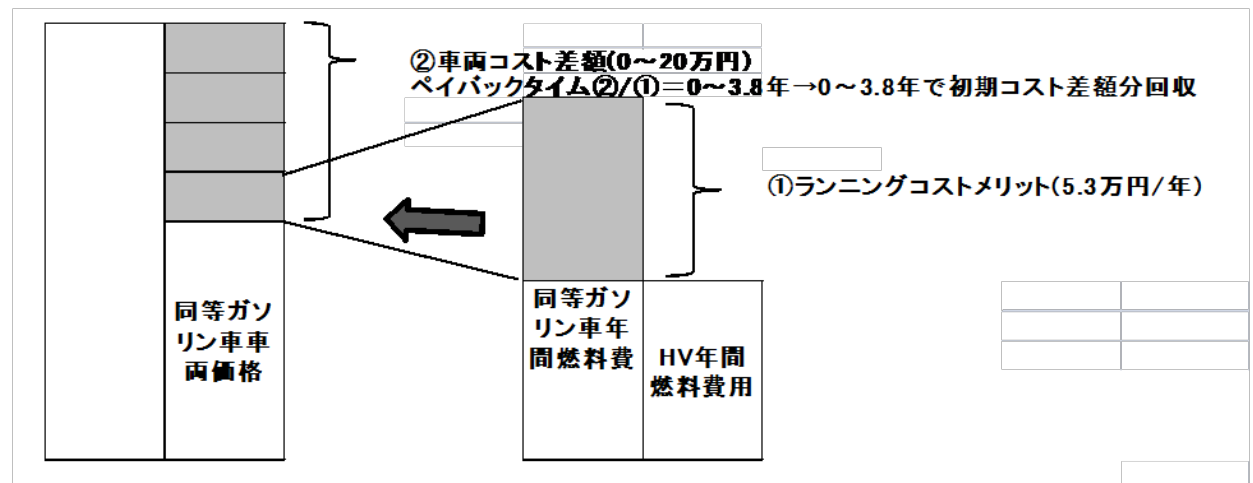 ②車両コスト差額(0～20万円)
ペイバックタイム②/①＝0～3.8年→0～3.8年で初期コスト差額分回収
①ランニングコストメリット(5.3万円/年)
同等ガソ
リン車車
両価格
同等ガソ
リン車年
間燃料費
HV年間
燃料費用